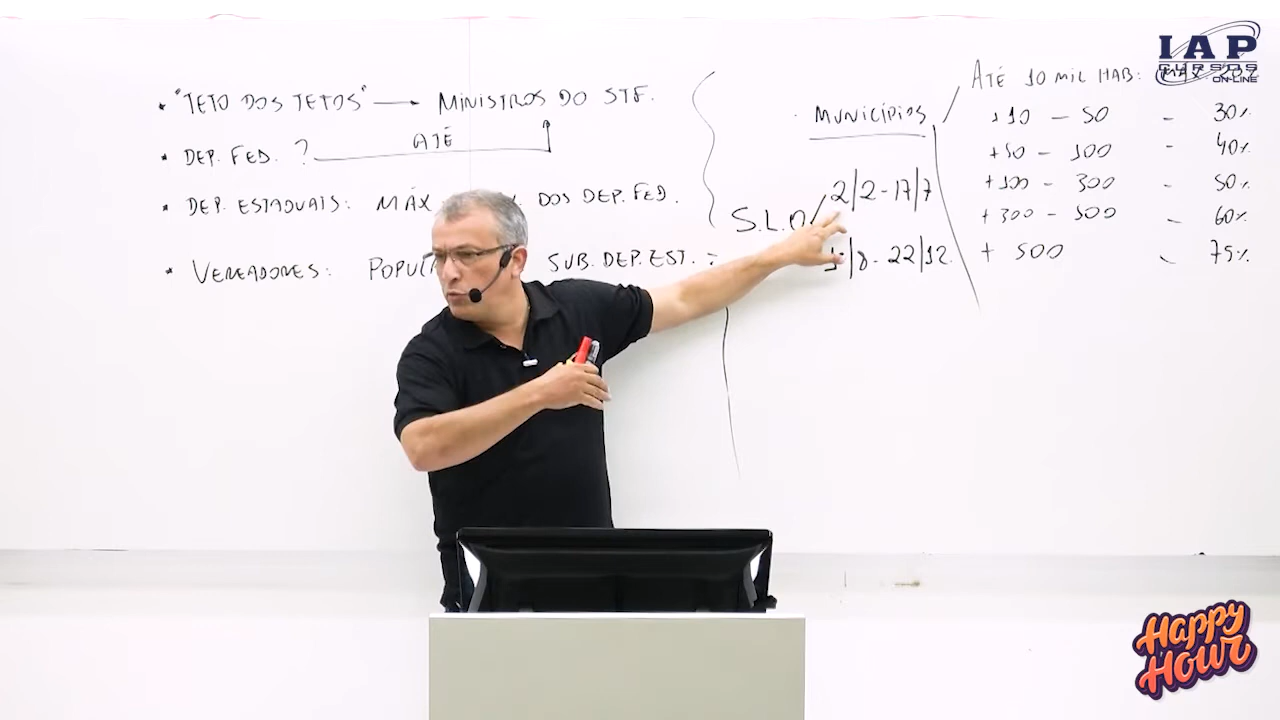 • "TETO DOS TETOS" → MINISTROS DO STF.
• DEP. FED. ? ATÉ
• DEP. ESTADUAIS: MÁX DOS DEP. FED.
• VEREADORES: SUB. DEP. EST. =
• MUNICÍPIOS
S.L.O
2/2 - 17/7
/8 - 22/12
ATÉ 10 MIL HAB:
+10 - 50 - 30%
+50 - 100 - 40%
+100 - 300 50%
+300 - 500 - 60%
+ 500 - 75%
IAP
CURSOS
ON-LINE
Happy
Hour